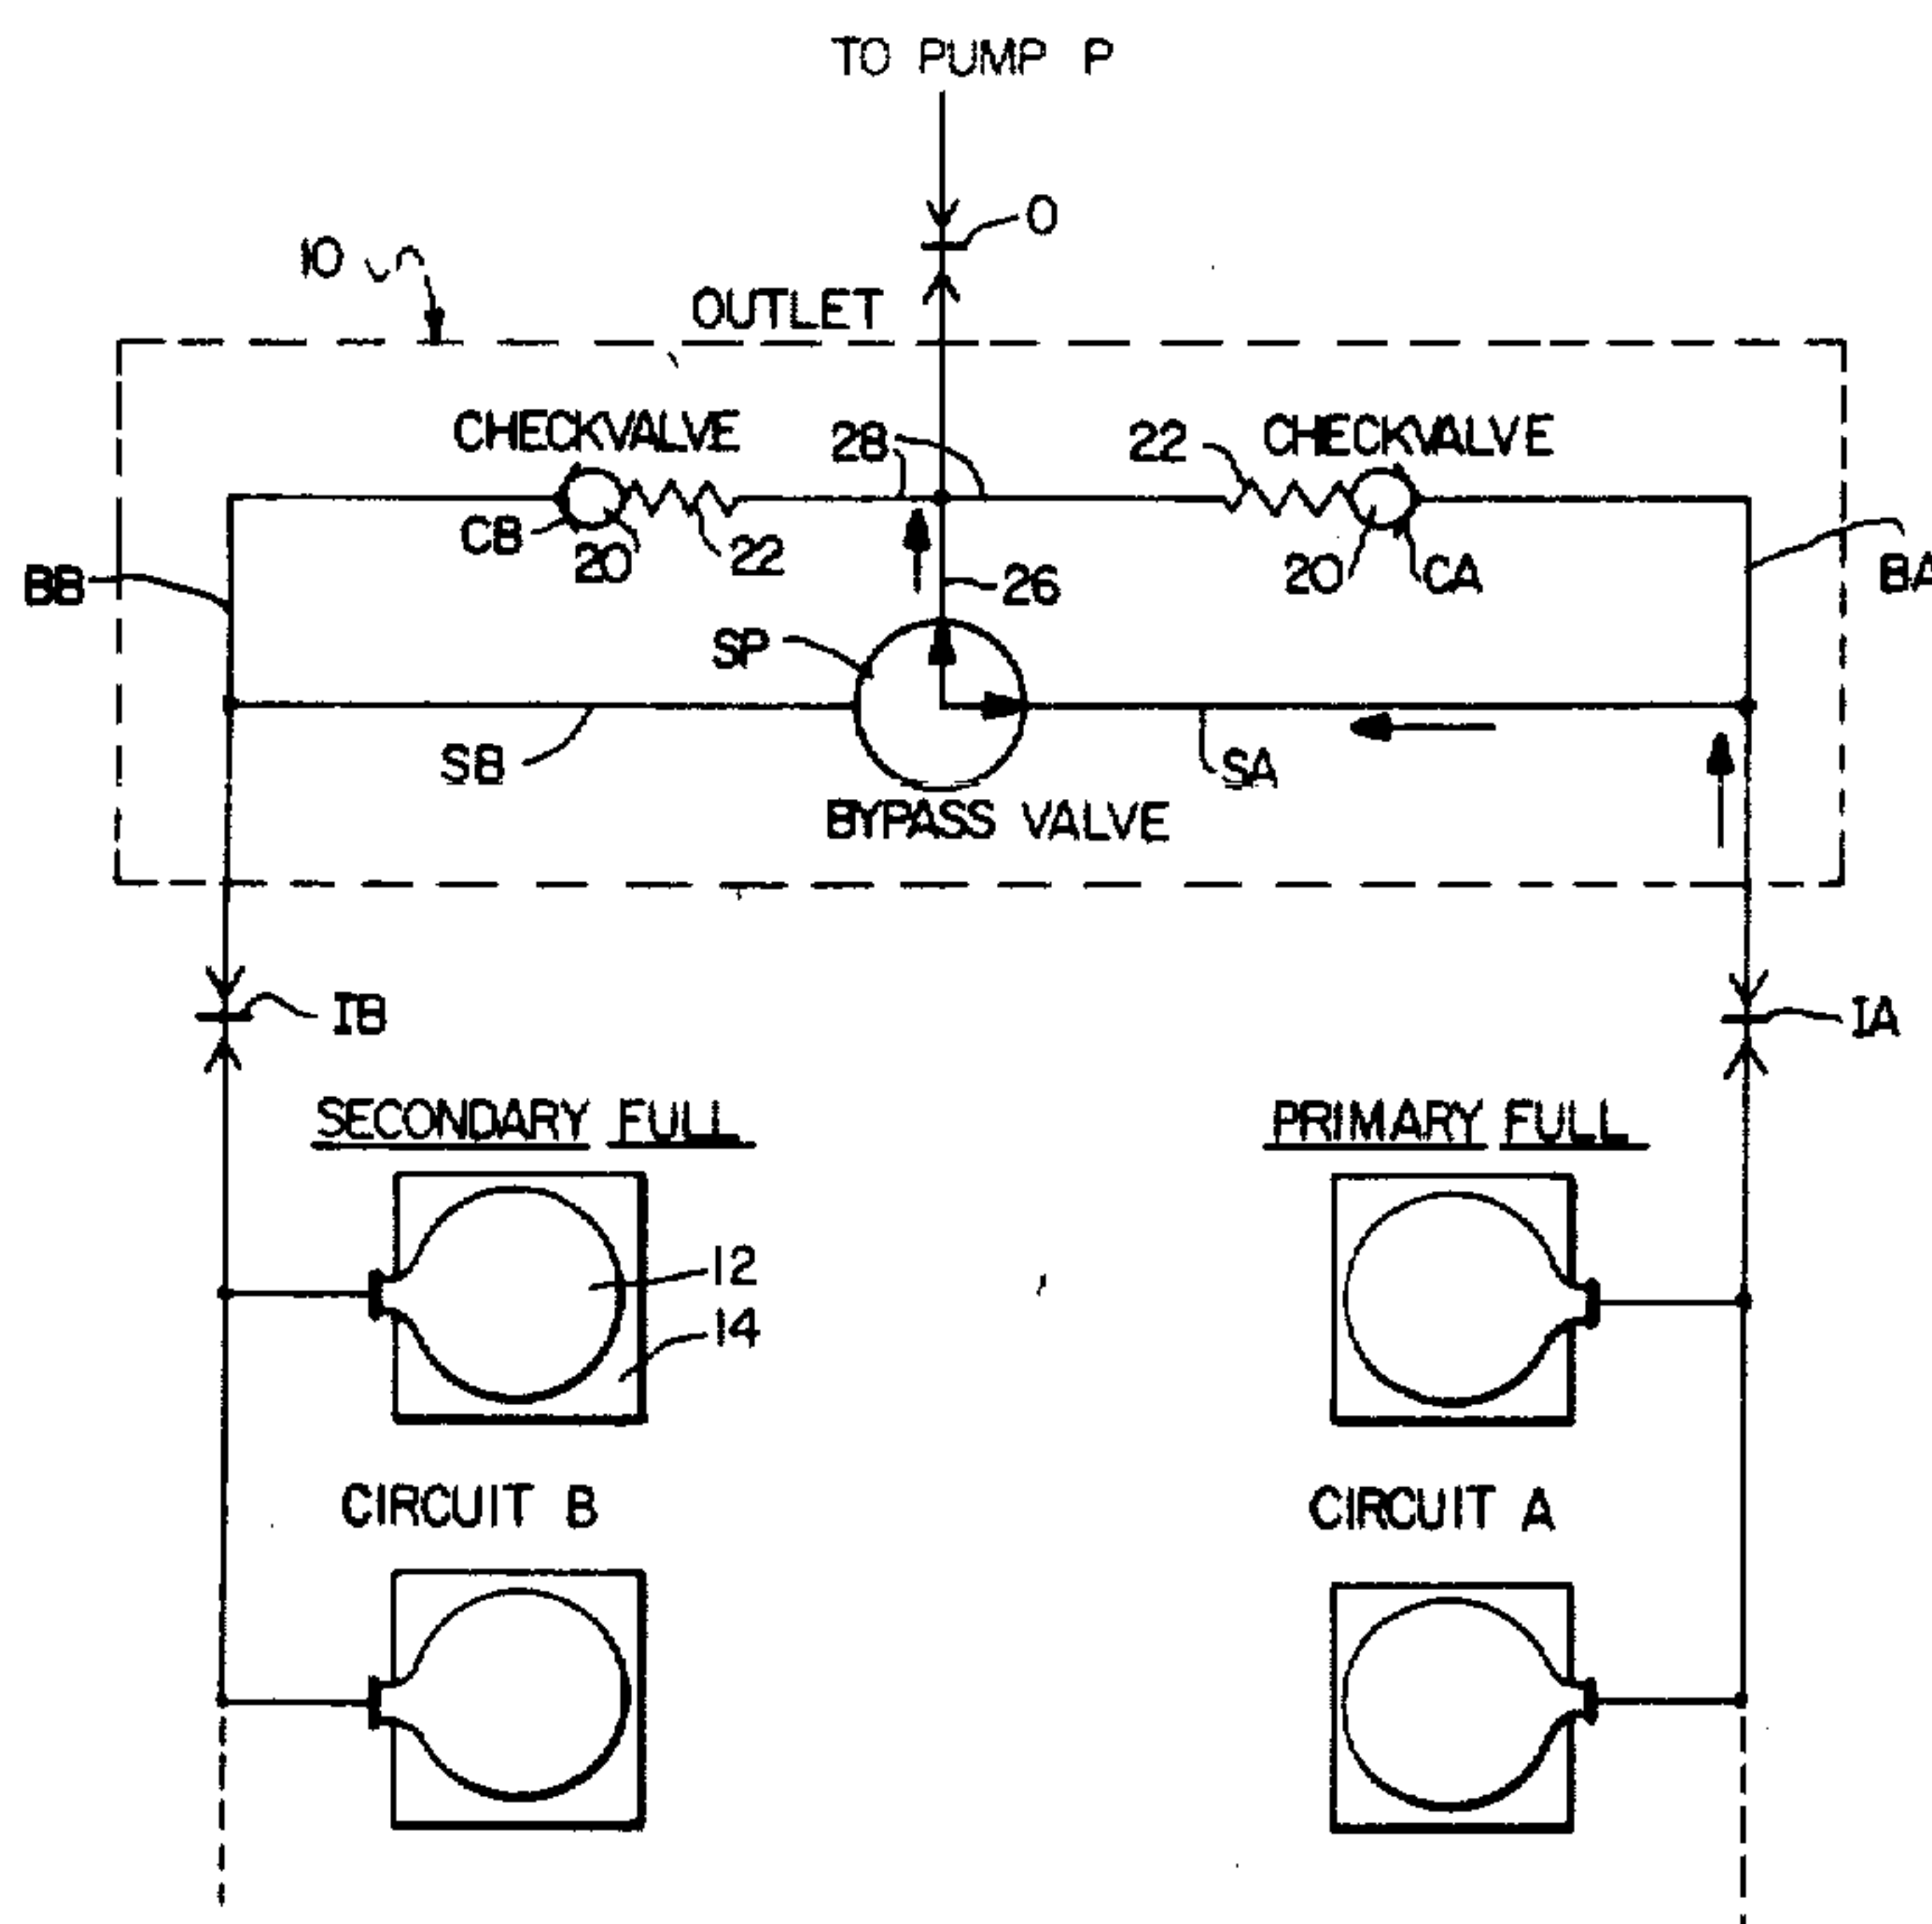 TO PUMP P
O
10
OUTLET
CHECKVALVE
28
22
CHECKVALVE
CB
20
22
26
20
CA
BB
BA
SP
SB
SA
BYPASS VALVE
IB
IA
SECONDARY FULL
PRIMARY FULL
12
14
CIRCUIT B
CIRCUIT A